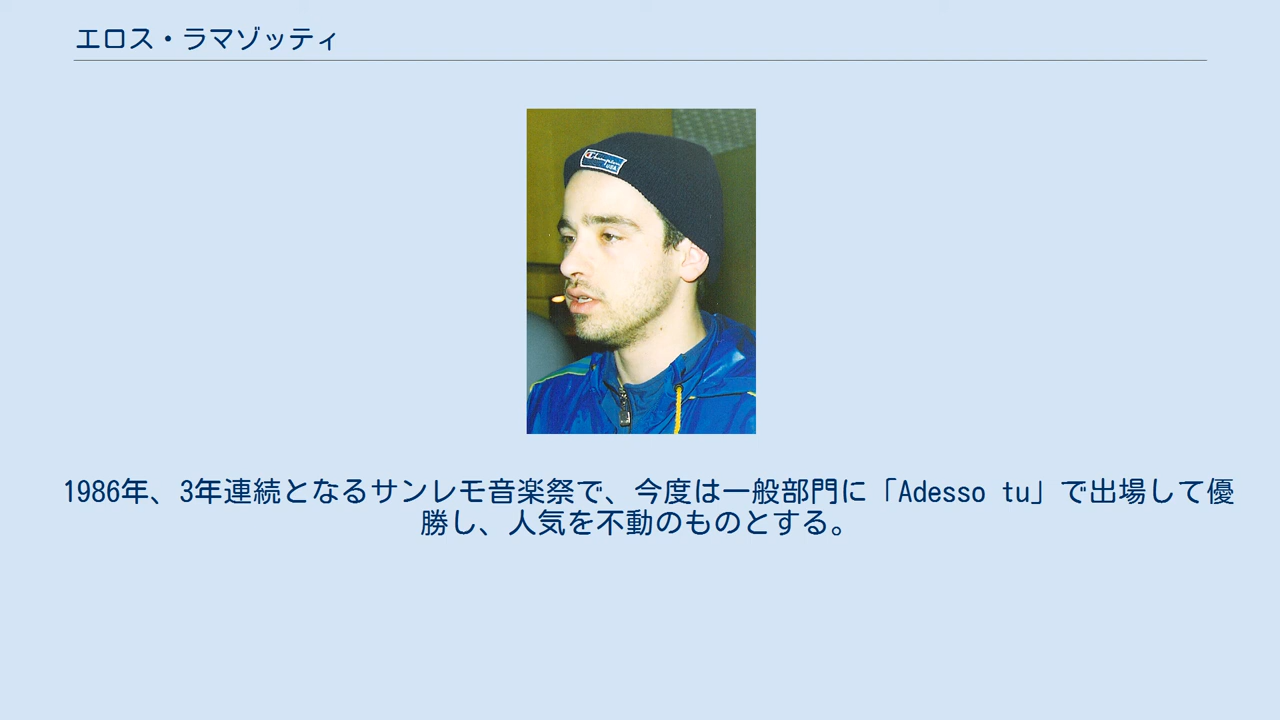 エロス・ラマゾッティ
Champion
USA
1986年、3年連続となるサンレモ音楽祭で、今度は一般部門に「Adesso tu」で出場して優
勝し、人気を不動のものとする。